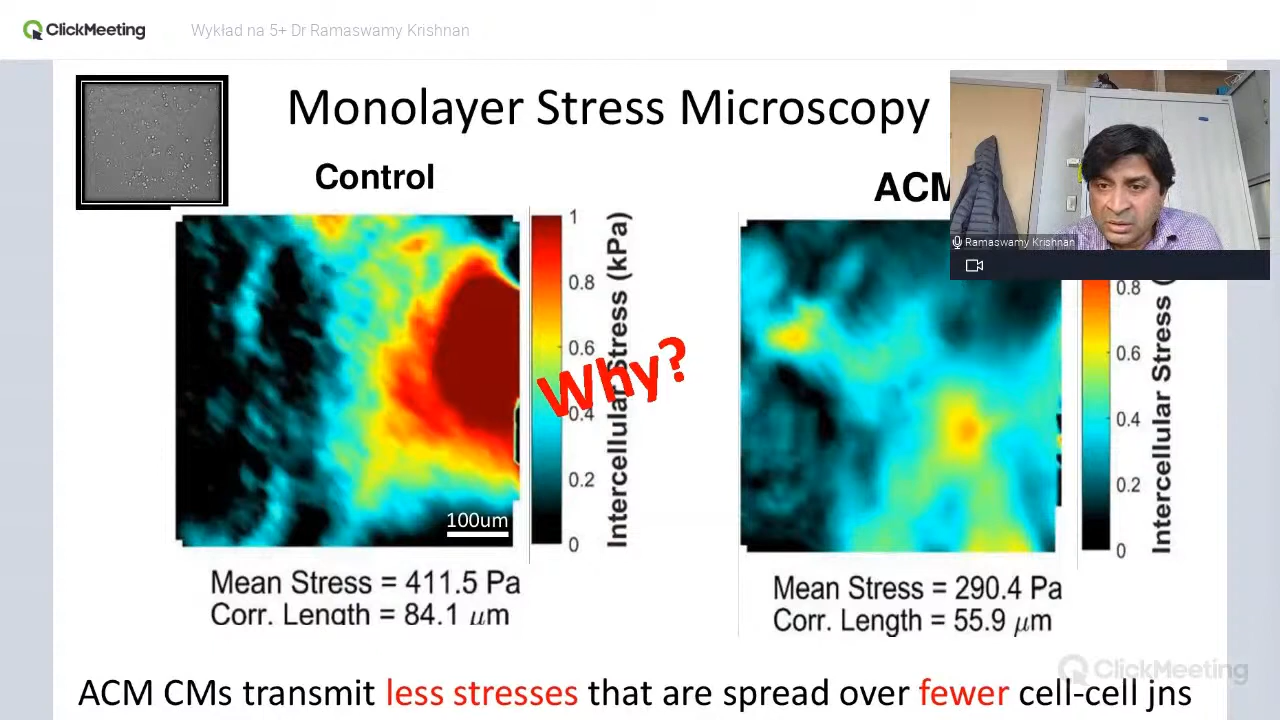 ClickMeeting
Wykład na 5+ Dr Ramaswamy Krishnan
Monolayer Stress Microscopy
Control
ACM
Ramaswamy Krishnan
1
0.8
0.6
0.4
0.2
0
Intercellular Stress (kPa)
Why?
100um
0.8
0.6
0.4
0.2
0
Intercellular Stress (
Mean Stress = 411.5 Pa
Corr. Length = 84.1 µm
Mean Stress = 290.4 Pa
Corr. Length = 55.9 µm
ClickMeeting
ACM CMs transmit less stresses that are spread over fewer cell-cell jns